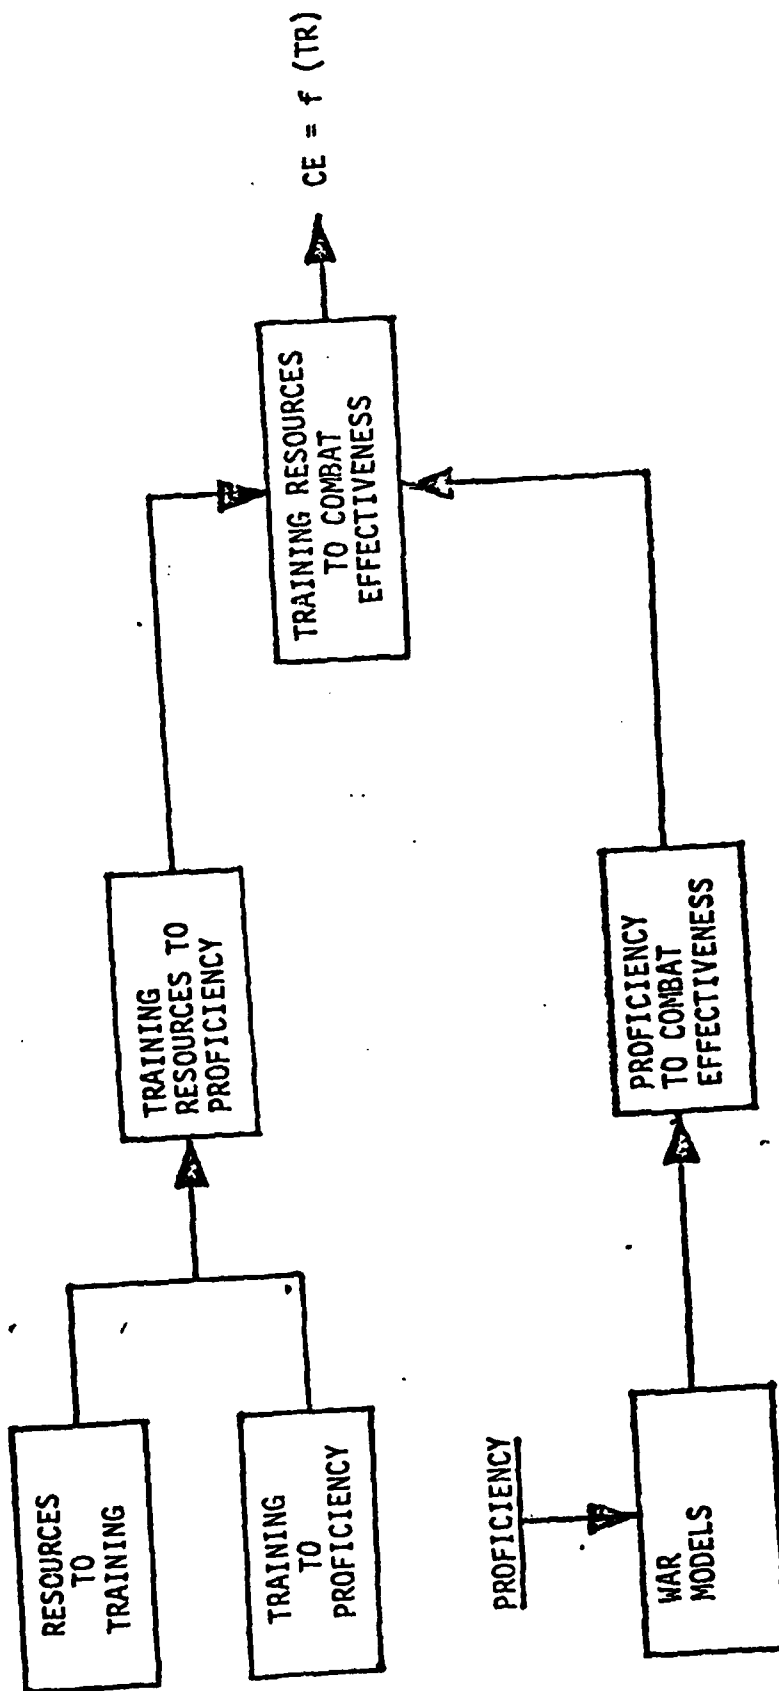 RESOURCES
TO
TRAINING
TRAINING
TO
PROFICIENCY
PROFICIENCY
WAR
MODELS
TRAINING
RESOURCES TO
PROFICIENCY
PROFICIENCY
TO COMBAT
EFFECTIVENESS
TRAINING RESOURCES
TO COMBAT
EFFECTIVENESS
CE = f (TR)